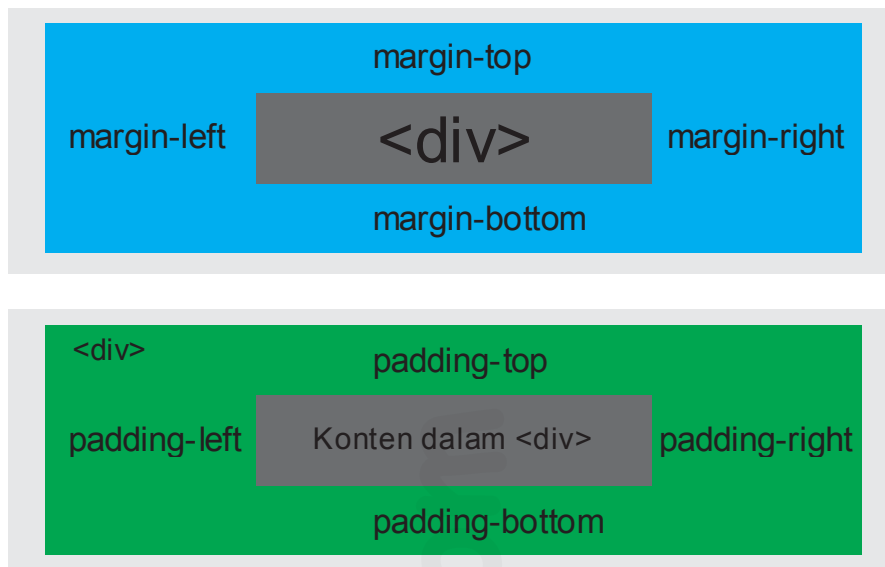 margin-top
margin-left <div> margin-right
margin-bottom
<div>
padding-top
padding-left Konten dalam <div> padding-right
padding-bottom